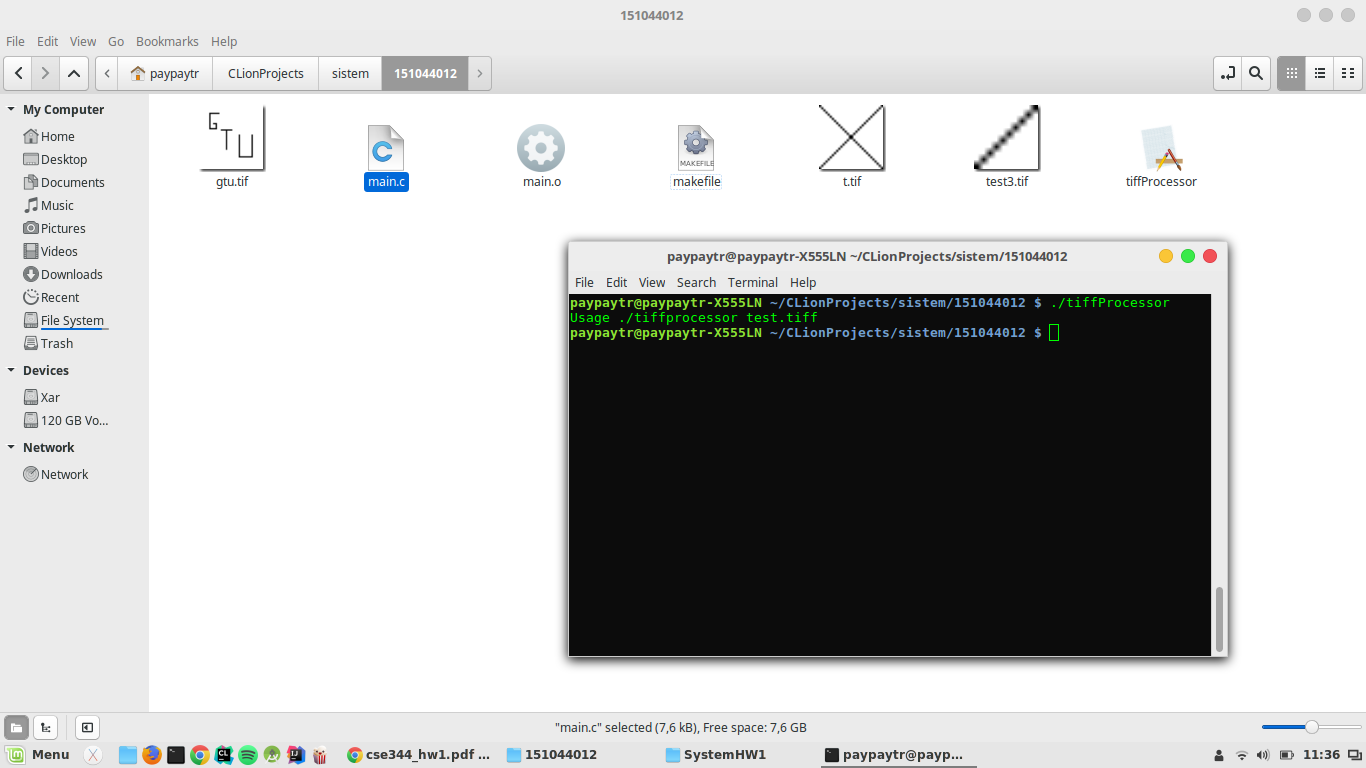 151044012
File Edit View Go Bookmarks Help
paypaytr CLionProjects sistem 151044012
My Computer
Home
Desktop
Documents
Music
Pictures
Videos
Downloads
Recent
File System
Trash
Devices
Xar
120 GB Vo...
Network
Network
GTU
MAKEFILE
gtu.tif main.c main.o makefile t.tif test3.tif tiffProcessor
paypaytr@paypaytr-X555LN ~/CLionProjects/sistem/151044012
File Edit View Search Terminal Help
paypaytr@paypaytr-X555LN ~/CLionProjects/sistem/151044012 $ ./tiffProcessor
Usage ./tiffprocessor test.tiff
paypaytr@paypaytr-X555LN ~/CLionProjects/sistem/151044012 $
"main.c" selected (7,6 kB), Free space: 7,6 GB
Menu cse344_hw1.pdf ... 151044012 SystemHW1 paypaytr@payp... 11:36